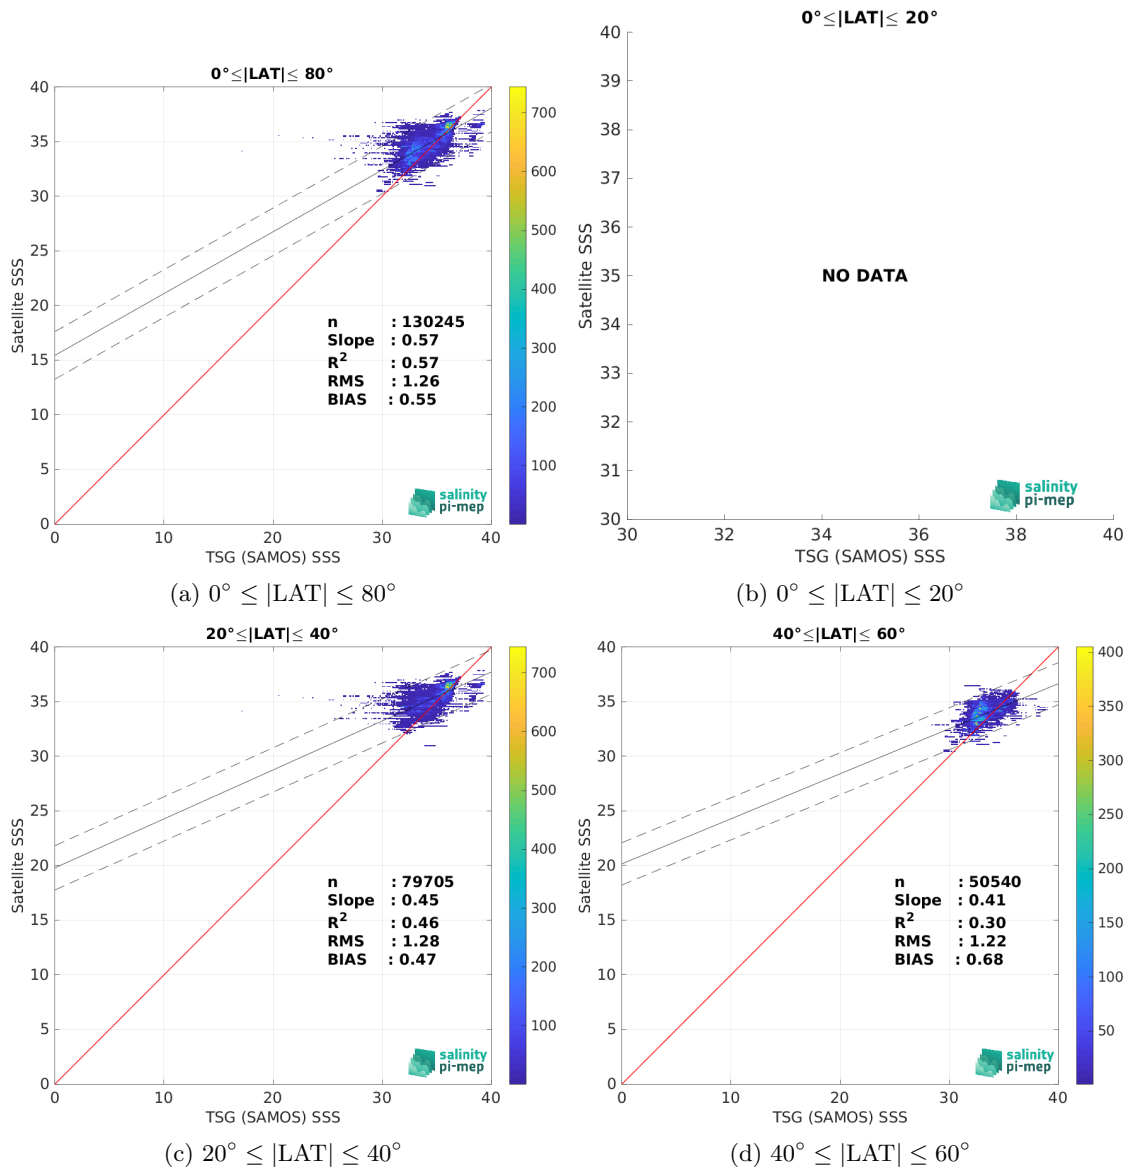 0°≤|LAT|≤ 80°
40
35
30
25
20
15
10
5
0
Satellite SSS
n : 130245
Slope : 0.57
R2 : 0.57
RMS : 1.26
BIAS : 0.55
salinity
pi-mep
0 10 20 30 40
TSG (SAMOS) SSS
700
600
500
400
300
200
100
(a) 0° ≤ |LAT| ≤ 80°
0°≤|LAT|≤ 20°
40
39
38
37
36
35
34
33
32
31
30
Satellite SSS
NO DATA
salinity
pi-mep
30 32 34 36 38 40
TSG (SAMOS) SSS
(b) 0° ≤ |LAT| ≤ 20°
20°≤|LAT|≤ 40°
40
35
30
25
20
15
10
5
0
Satellite SSS
n : 79705
Slope : 0.45
R2 : 0.46
RMS : 1.28
BIAS : 0.47
salinity
pi-mep
0 10 20 30 40
TSG (SAMOS) SSS
700
600
500
400
300
200
100
(c) 20° ≤ |LAT| ≤ 40°
40°≤|LAT|≤ 60°
40
35
30
25
20
15
10
5
0
Satellite SSS
n : 50540
Slope : 0.41
R2 : 0.30
RMS : 1.22
BIAS : 0.68
salinity
pi-mep
0 10 20 30 40
TSG (SAMOS) SSS
400
350
300
250
200
150
100
50
(d) 40° ≤ |LAT| ≤ 60°